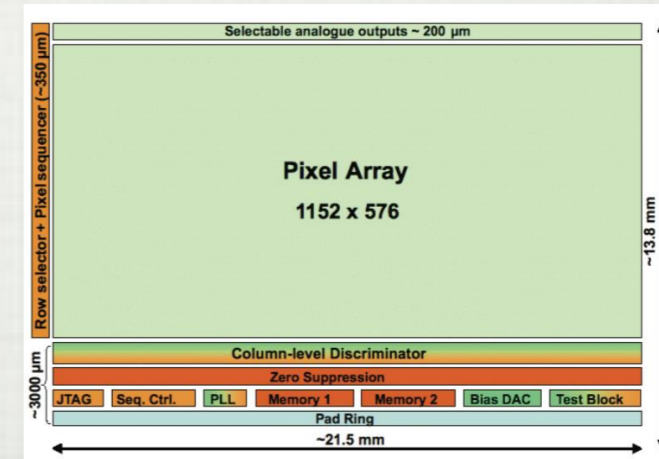 Selectable analogue outputs ~ 200 µm
Row selector + Pixel sequencer (~350 µm)
Pixel Array
1152 x 576
~13.8 mm
Column-level Discriminator
Zero Suppression
~3000 µm
JTAG Seq. Ctrl. PLL Memory 1 Memory 2 Bias DAC Test Block
Pad Ring
~21.5 mm